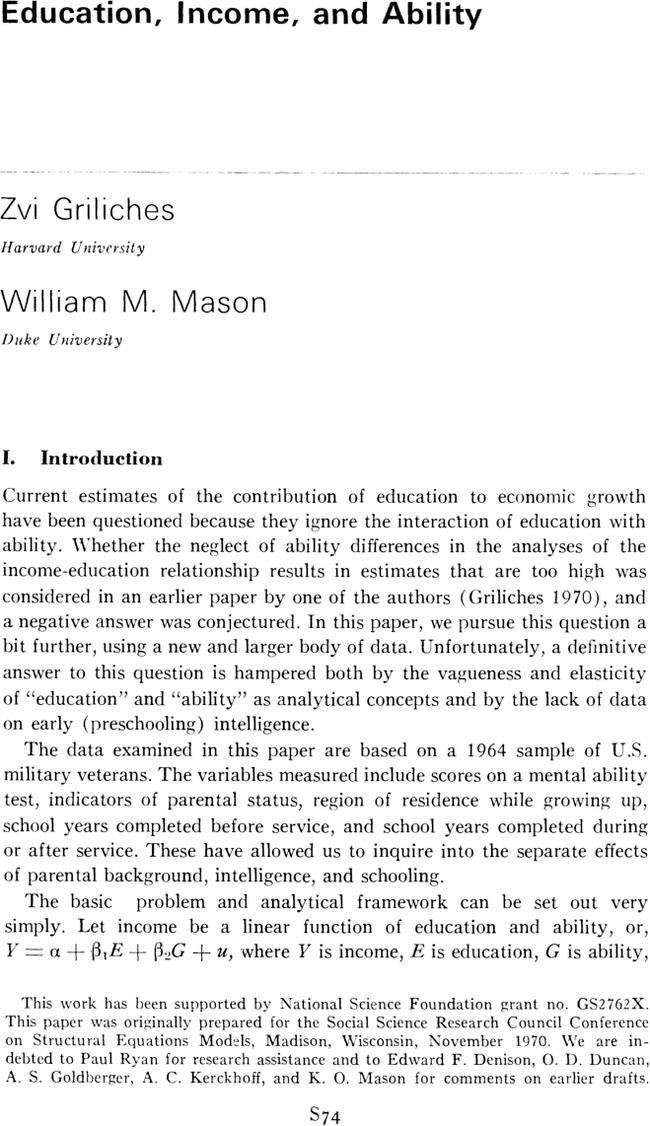 Education, Income, and Ability
Zvi Griliches
Harvard University
William M. Mason
Duke University
I. Introduction
Current estimates of the contribution of education to economic growth
have been questioned because they ignore the interaction of education with
ability. Whether the neglect of ability differences in the analyses of the
income-education relationship results in estimates that are too high was
considered in an earlier paper by one of the authors (Griliches 1970), and
a negative answer was conjectured. In this paper, we pursue this question a
bit further, using a new and larger body of data. Unfortunately, a definitive
answer to this question is hampered both by the vagueness and elasticity
of “education” and “ability” as analytical concepts and by the lack of data
on early (preschooling) intelligence.
The data examined in this paper are based on a 1964 sample of U.S.
military veterans. The variables measured include scores on a mental ability
test, indicators of parental status, region of residence while growing up,
school years completed before service, and school years completed during
or after service. These have allowed us to inquire into the separate effects
of parental background, intelligence, and schooling.
The basic problem and analytical framework can be set out very
simply. Let income be a linear function of education and ability, or,
Y = α + β₁E + β₂G + u, where Y is income, E is education, G is ability,
This work has been supported by National Science Foundation grant no. GS2762X.
This paper was originally prepared for the Social Science Research Council Conference
on Structural Equations Models, Madison, Wisconsin, November 1970. We are in-
debted to Paul Ryan for research assistance and to Edward F. Denison, O. D. Duncan,
A. S. Goldberger, A. C. Kerckhoff, and K. O. Mason for comments on earlier drafts.
S74